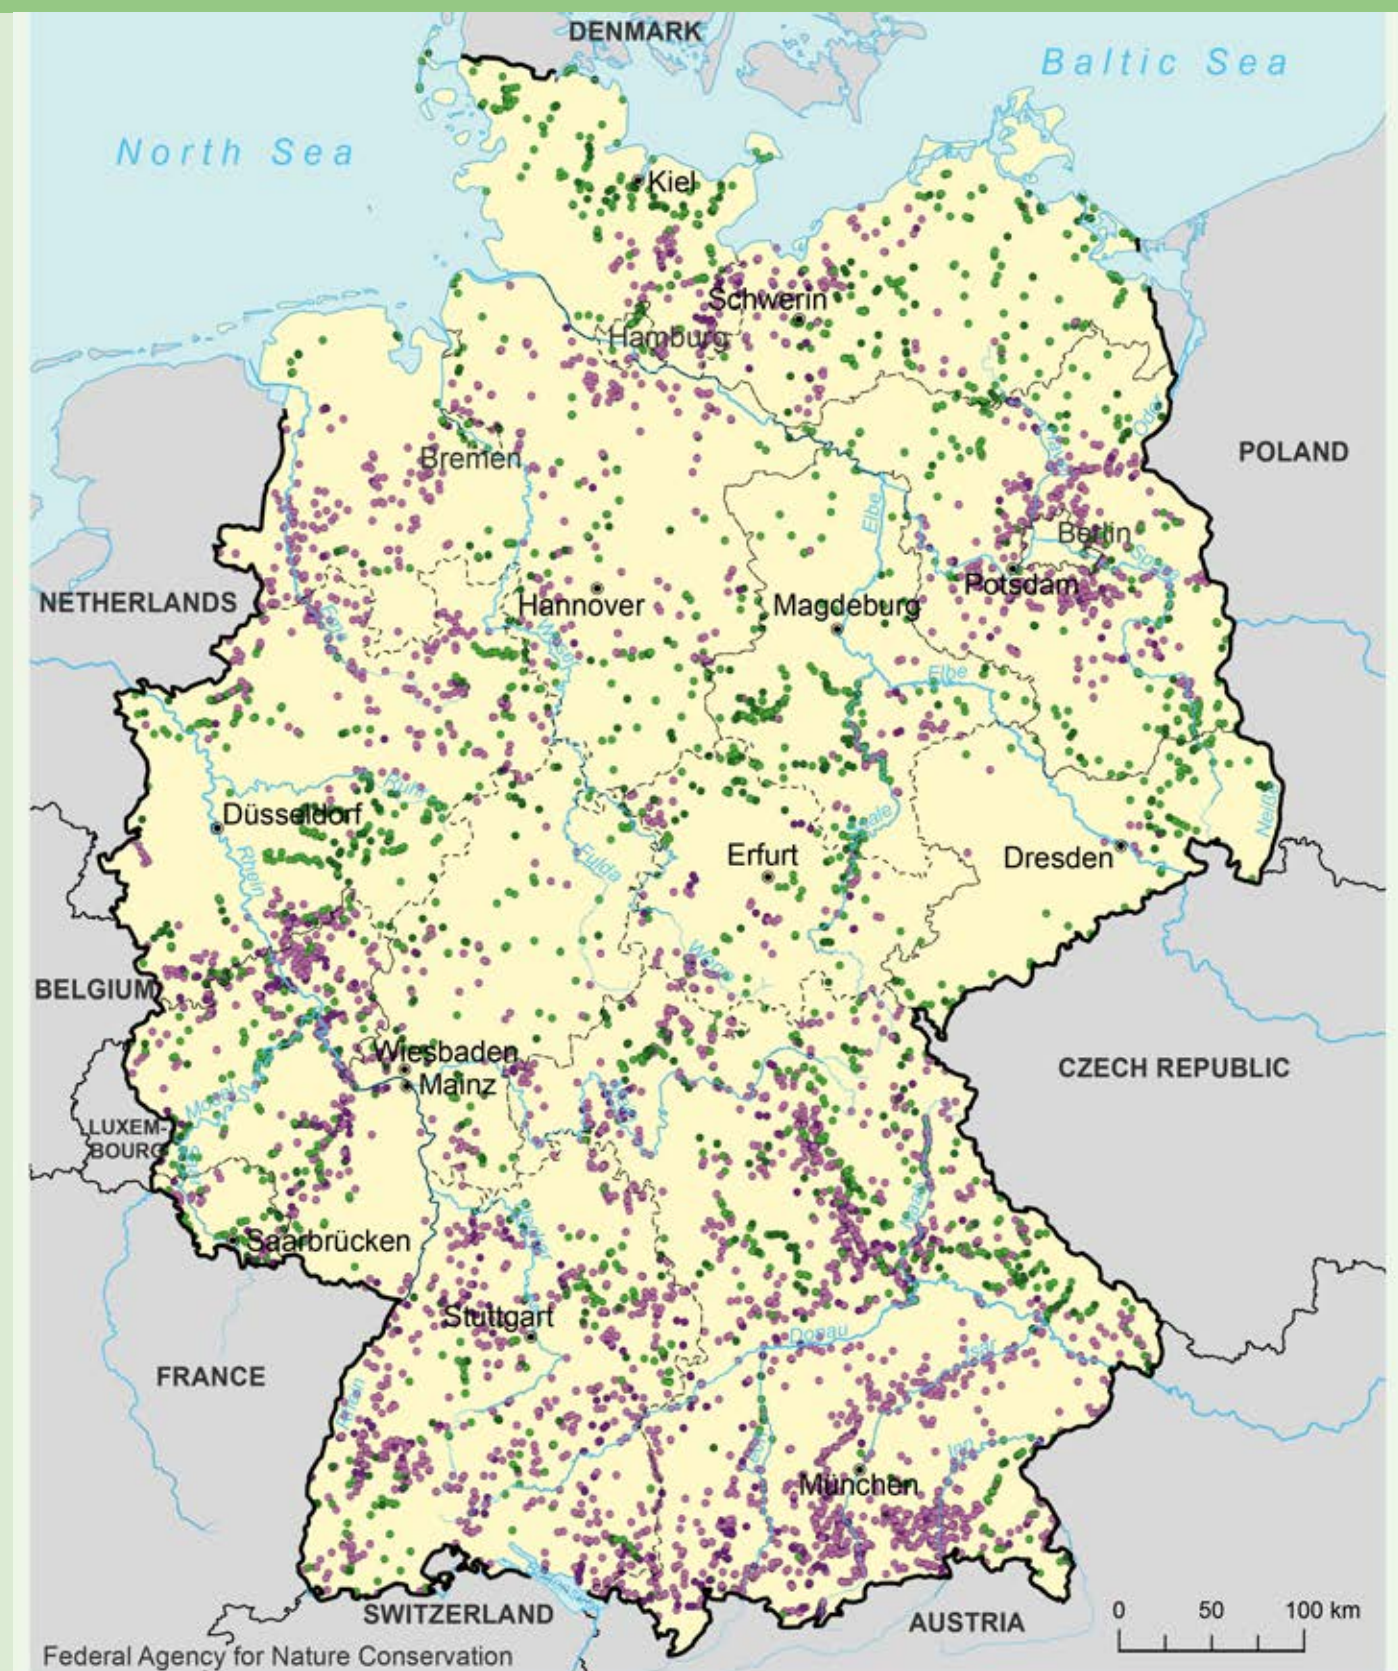 DENMARK
Baltic Sea
North Sea
Kiel
Schwerin
Hamburg
Oder
Havel
POLAND
Bremen
Elbe
Berlin
Spree
Potsdam
NETHERLANDS
Hannover
Magdeburg
Ems
Weser
Elbe
Ruhr
Düsseldorf
Neiße
Saale
Erfurt
Dresden
Rhein
Fulda
Werra
BELGIUM
Wiesbaden
Mainz
CZECH REPUBLIC
Mosel
LUXEM-
BOURG
Naab
Neckar
Saarbrücken
Stuttgart
Donau
Isar
FRANCE
Rhein
Inn
München
SWITZERLAND
AUSTRIA
0 50 100 km
Federal Agency for Nature Conservation